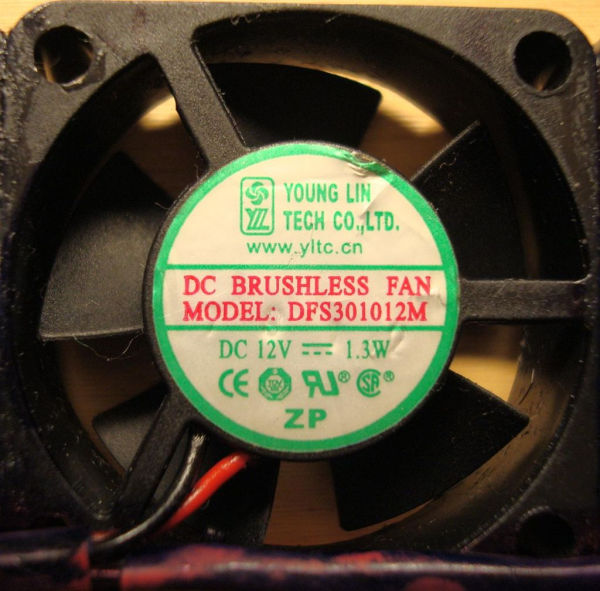 YOUNG LIN
TECH CO.,LTD.
www.yltc.cn
DC BRUSHLESS FAN
MODEL: DFS301012M
DC 12V ⎓ 1.3W
ZP